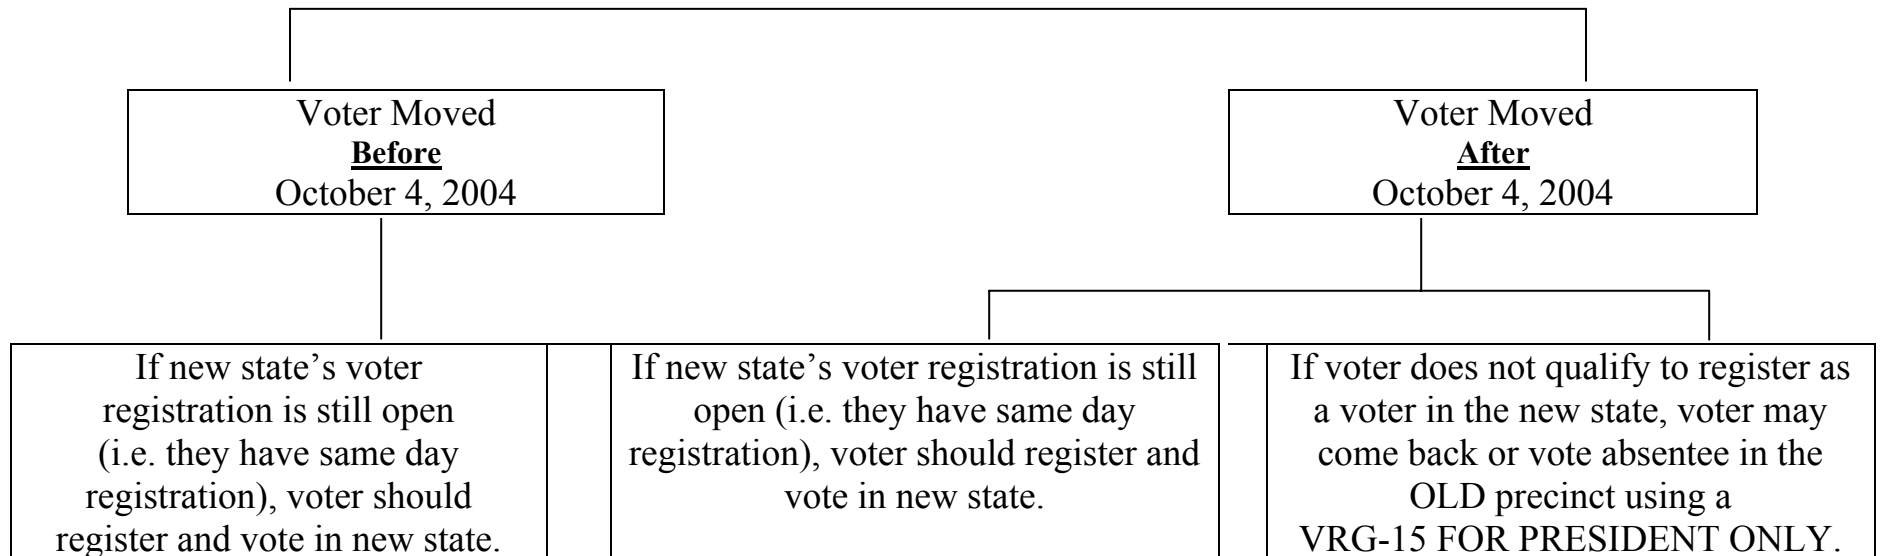 Voter Moved
Before
October 4, 2004
Voter Moved
After
October 4, 2004
If new state’s voter
registration is still open
(i.e. they have same day
registration), voter should
register and vote in new state.
If new state’s voter registration is still
open (i.e. they have same day
registration), voter should register and
vote in new state.
If voter does not qualify to register as
a voter in the new state, voter may
come back or vote absentee in the
OLD precinct using a
VRG-15 FOR PRESIDENT ONLY.